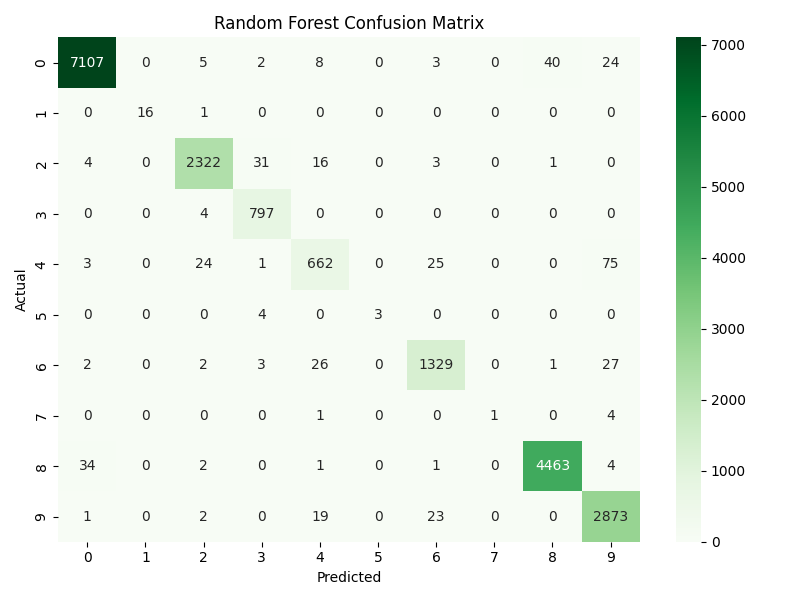 Random Forest Confusion Matrix
0 7107 0 5 2 8 0 3 0 40 24
1 0 16 1 0 0 0 0 0 0 0
2 4 0 2322 31 16 0 3 0 1 0
3 0 0 4 797 0 0 0 0 0 0
4 3 0 24 1 662 0 25 0 0 75
5 0 0 0 4 0 3 0 0 0 0
6 2 0 2 3 26 0 1329 0 1 27
7 0 0 0 0 1 0 0 1 0 4
8 34 0 2 0 1 1 0 4463 4
9 1 0 2 0 19 0 23 0 0 2873
0 1 2 3 4 5 6 7 8 9
Predicted
Actual
7000
6000
5000
4000
3000
2000
1000
0